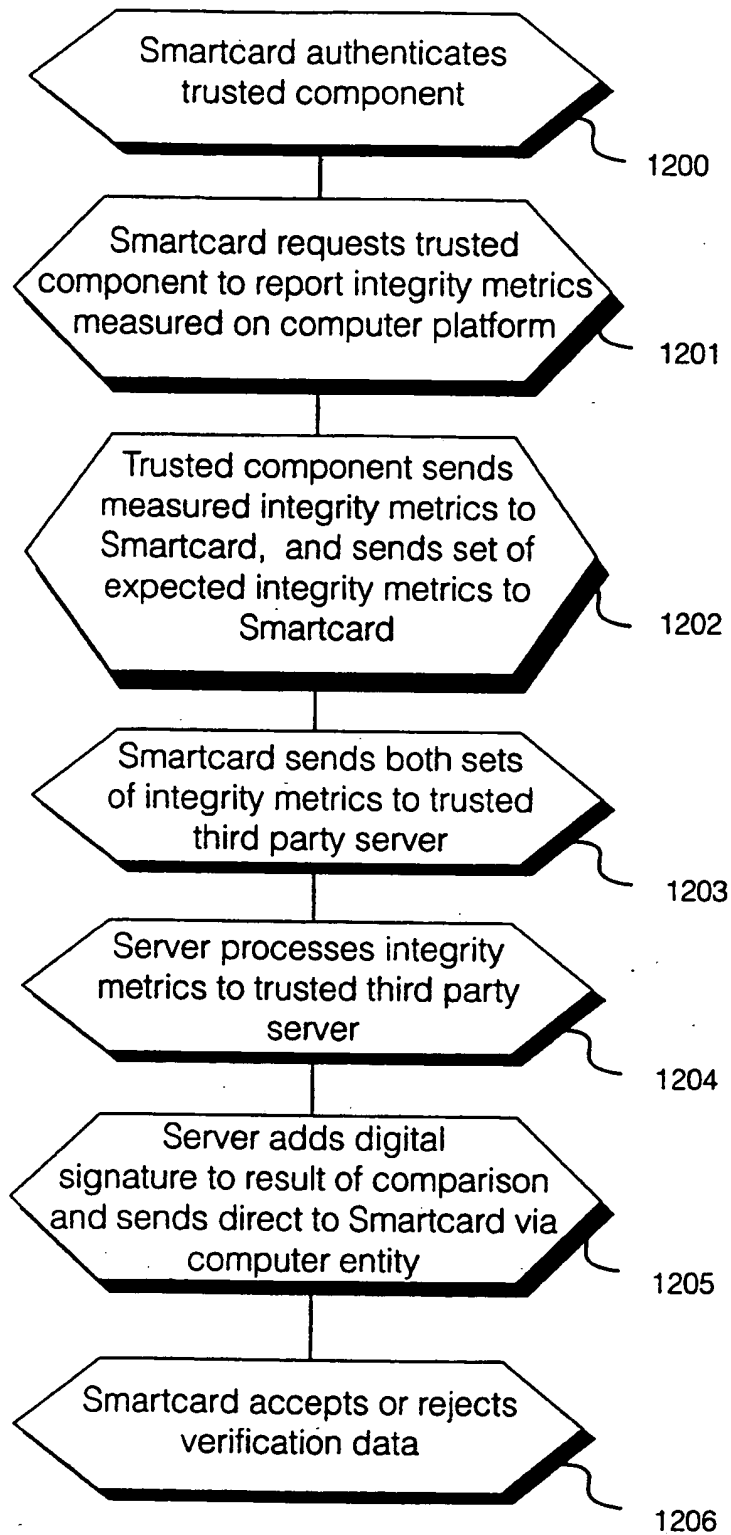 Smartcard authenticates
trusted component
1200
Smartcard requests trusted
component to report integrity metrics
measured on computer platform
1201
Trusted component sends
measured integrity metrics to
Smartcard, and sends set of
expected integrity metrics to
Smartcard
1202
Smartcard sends both sets
of integrity metrics to trusted
third party server
1203
Server processes integrity
metrics to trusted third party
server
1204
Server adds digital
signature to result of comparison
and sends direct to Smartcard via
computer entity
1205
Smartcard accepts or rejects
verification data
1206